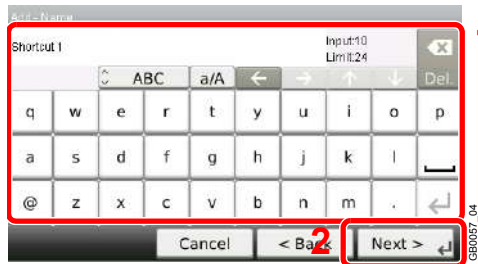 Add - Name
Shortcut 1
Input:10
Limit:24
ABC a/A ← → ↑ ↓ Del.
q w e r t y u i o p
a s d f g h j k l
@ z x c v b n m .
2
Cancel < Back Next >
GB0057_04